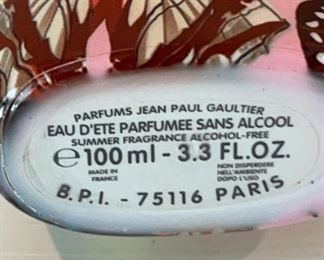 PARFUMS JEAN PAUL GAULTIER
EAU D'ETE PARFUMEE SANS ALCOOL
SUMMER FRAGRANCE ALCOHOL-FREE
℮ 100 ml - 3.3 FL.OZ.
MADE IN
FRANCE
NON DISPERDERE
NELL'AMBIENTE
DOPO L'USO
B.P.I. - 75116 PARIS